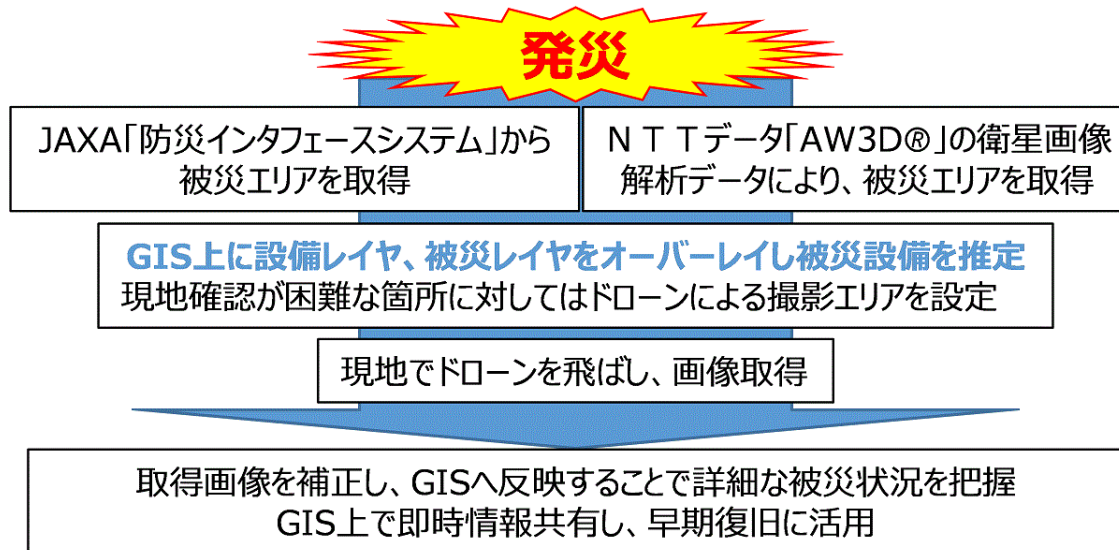 発災
JAXA「防災インタフェースシステム」から
被災エリアを取得
ＮＴＴデータ「AW3D®」の衛星画像
解析データにより、被災エリアを取得
GIS上に設備レイヤ、被災レイヤをオーバーレイし被災設備を推定
現地確認が困難な箇所に対してはドローンによる撮影エリアを設定
現地でドローンを飛ばし、画像取得
取得画像を補正し、GISへ反映することで詳細な被災状況を把握
GIS上で即時情報共有し、早期復旧に活用